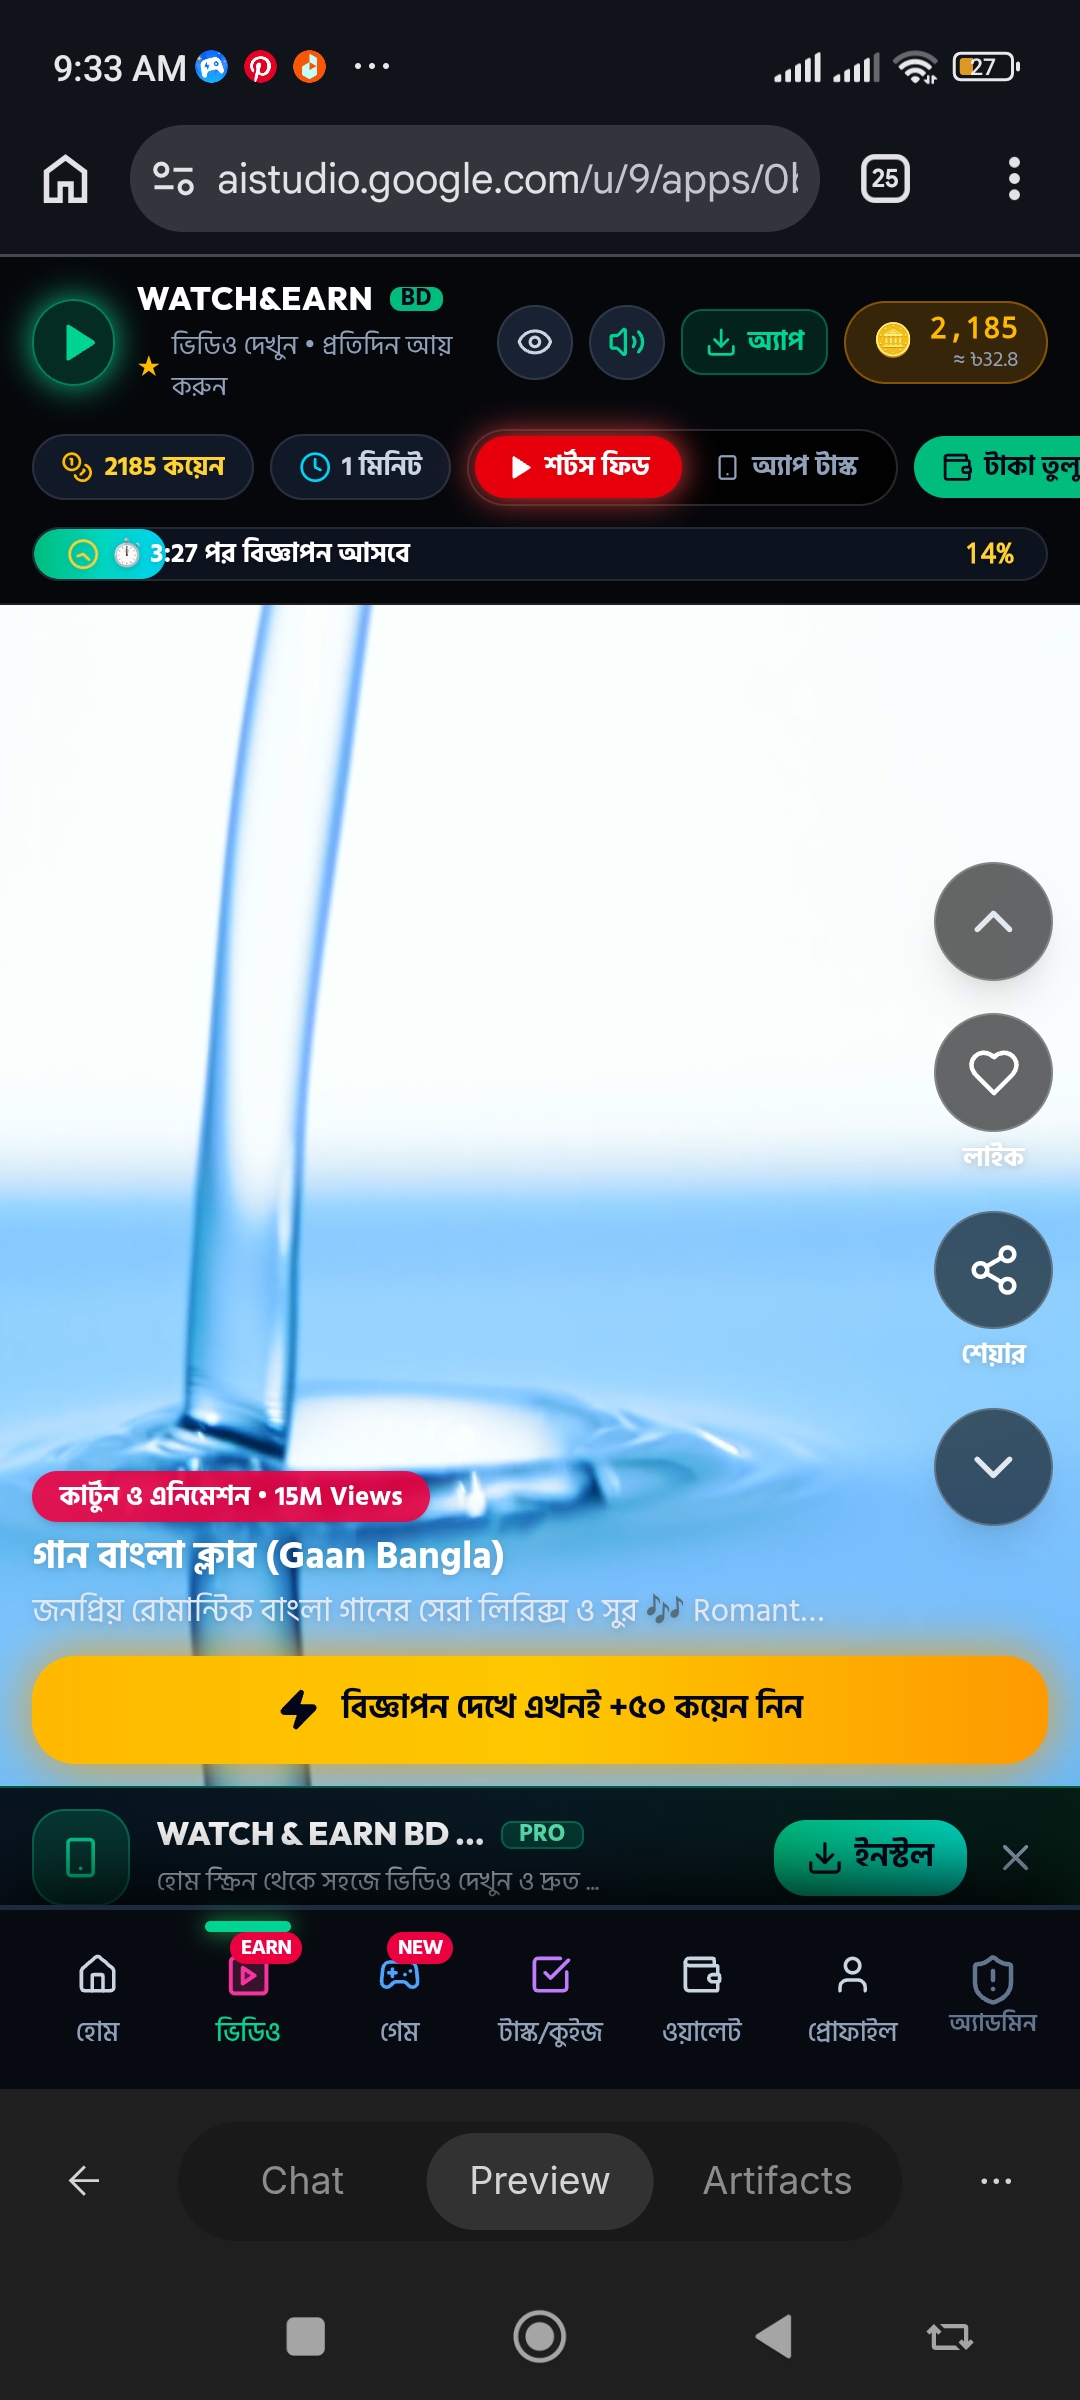 9:33 AM
27
aistudio.google.com/u/9/apps/0
25
WATCH&EARN BD
ভিডিও দেখুন • প্রতিদিন আয়
করুন
অ্যাপ
2,185
≈ ৳32.8
2185 কয়েন
1 মিনিট
শর্টস ফিড
অ্যাপ টাস্ক
টাকা তুলু
3:27 পর বিজ্ঞাপন আসবে
14%
লাইক
শেয়ার
কার্টুন ও এনিমেশন • 15M Views
গান বাংলা ক্লাব (Gaan Bangla)
জনপ্রিয় রোমান্টিক বাংলা গানের সেরা লিরিক্স ও সুর 🎶 Romant...
বিজ্ঞাপন দেখে এখনই +৫০ কয়েন নিন
WATCH & EARN BD ... PRO
হোম স্ক্রিন থেকে সহজে ভিডিও দেখুন ও দ্রুত ...
ইনস্টল
EARN
NEW
হোম
ভিডিও
গেম
টাস্ক/কুইজ
ওয়ালেট
প্রোফাইল
অ্যাডমিন
Chat
Preview
Artifacts